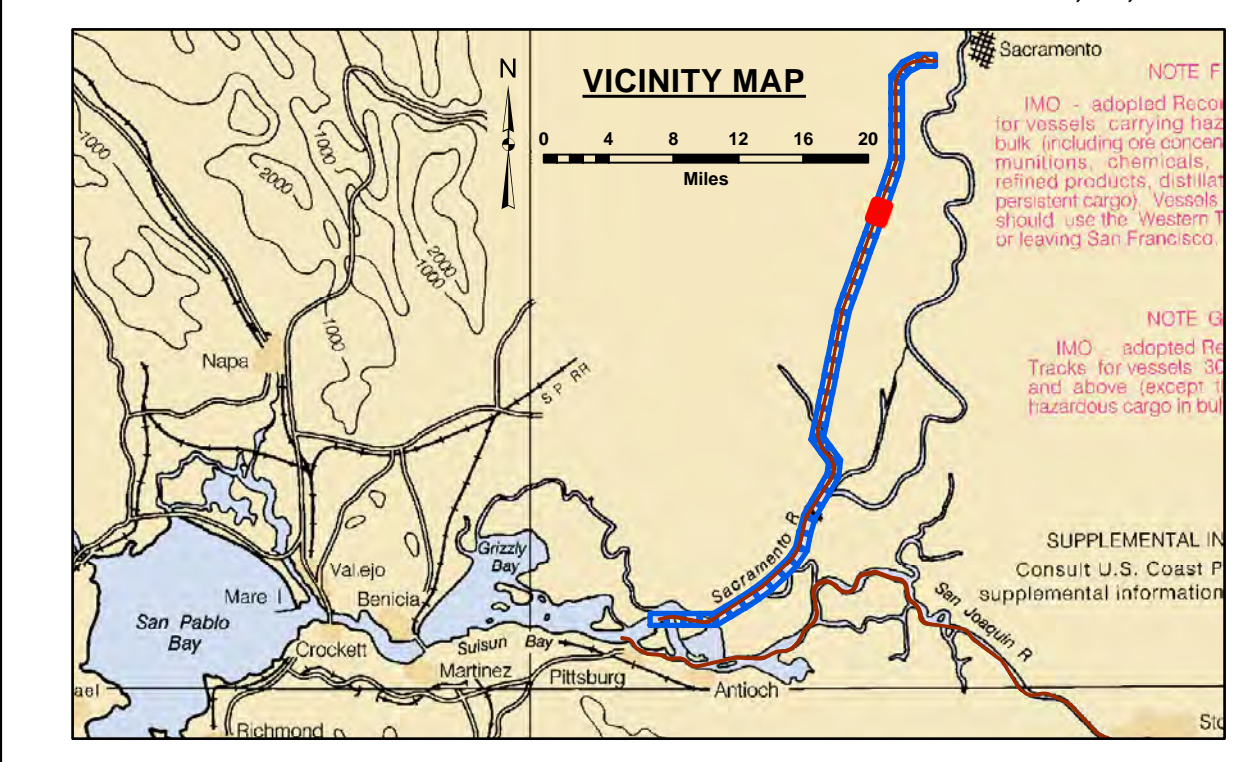 Sacramento
NOTE F
VICINITY MAP
N
0 4 8 12 16 20
Miles
IMO - adopted Recor
for vessels carrying haz
bulk (including ore concen
munitions, chemicals,
refined products, distillat
persistent cargo). Vessels
should use the Western T
or leaving San Francisco.
1000
1000
2000
2000
1000
1000
NOTE G
IMO - adopted Re
Tracks for vessels 30
and above (except t
hazardous cargo in bul
Napa
S P RR
Sacramento R
Grizzly
Bay
SUPPLEMENTAL IN
Consult U.S. Coast P
supplemental information
Vallejo
Mare I
Benicia
San Pablo
Bay
Crockett
Suisun Bay
Martinez
Pittsburg
Antioch
San Joaquin R
ael
Richmond
Sto